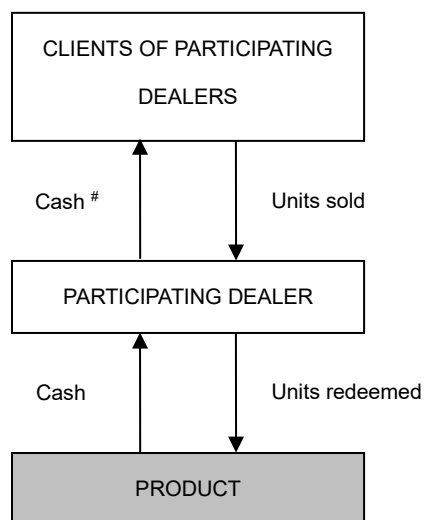 CLIENTS OF PARTICIPATING
DEALERS
Cash #
Units sold
PARTICIPATING DEALER
Cash
Units redeemed
PRODUCT